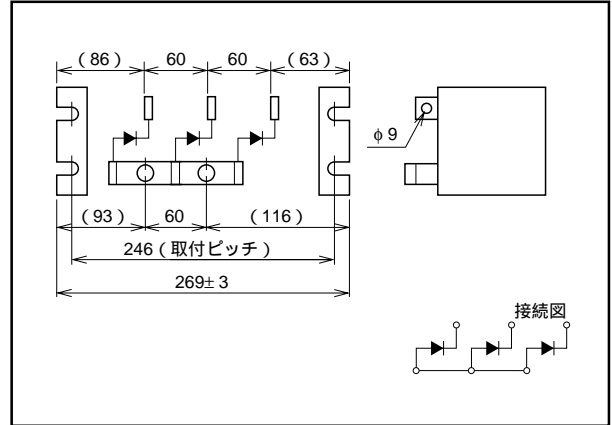 （86） 60 60 （63）
φ9
（93） 60 （116）
246（取付ピッチ）
269±3
接続図